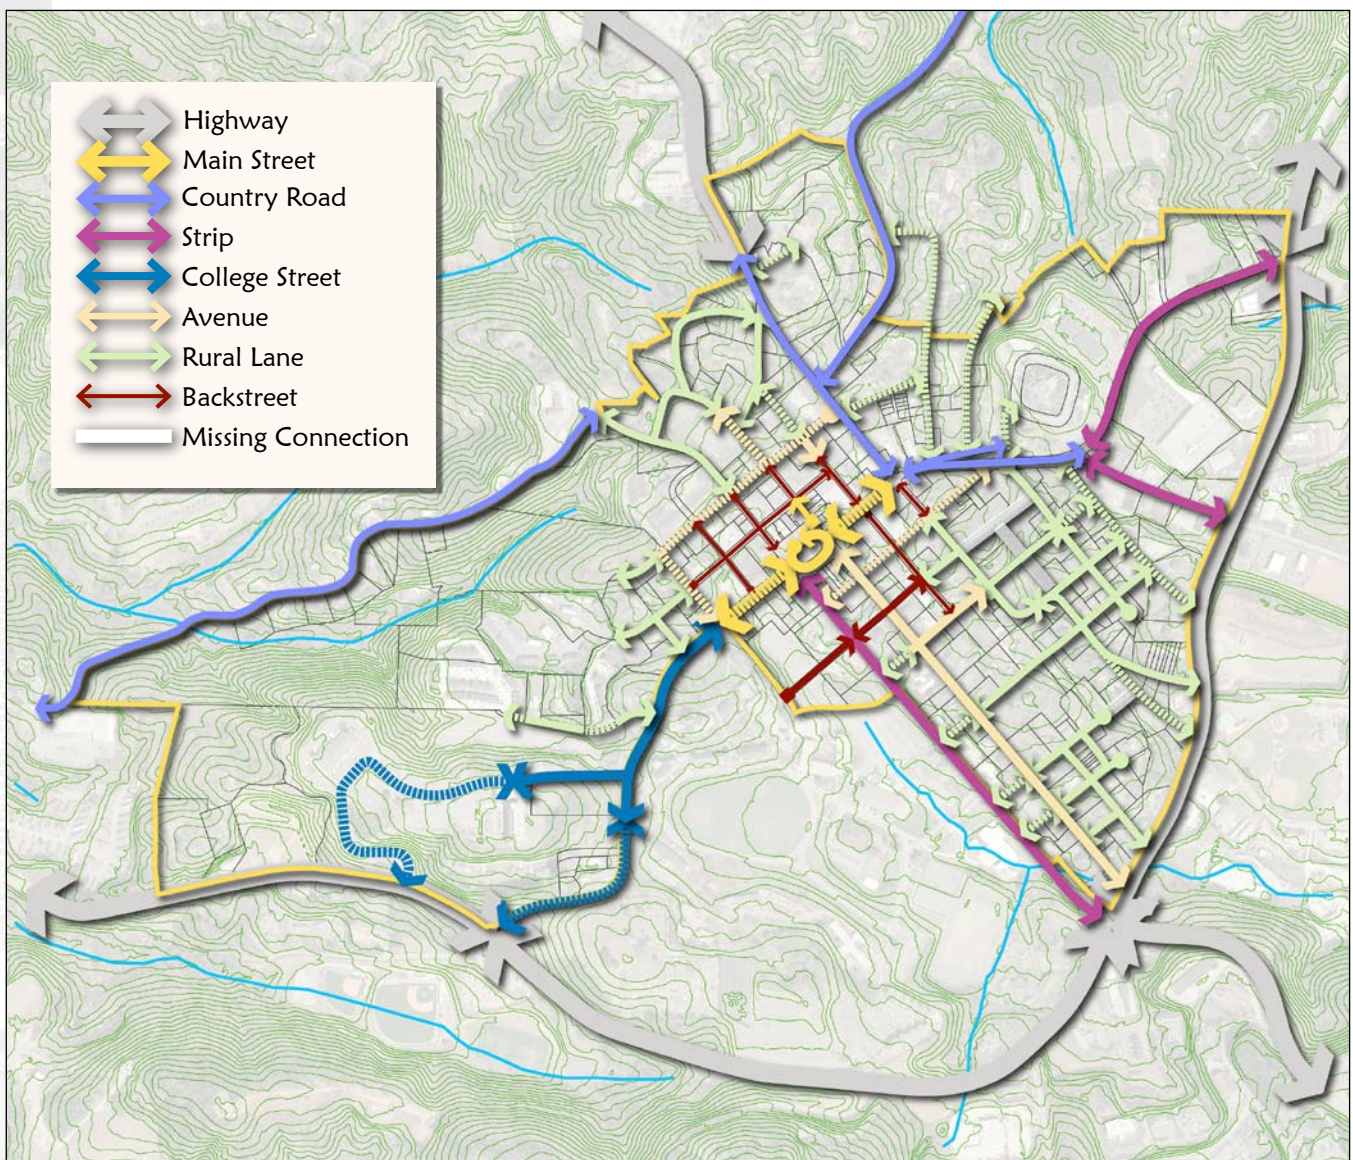 Highway
Main Street
Country Road
Strip
College Street
Avenue
Rural Lane
Backstreet
Missing Connection